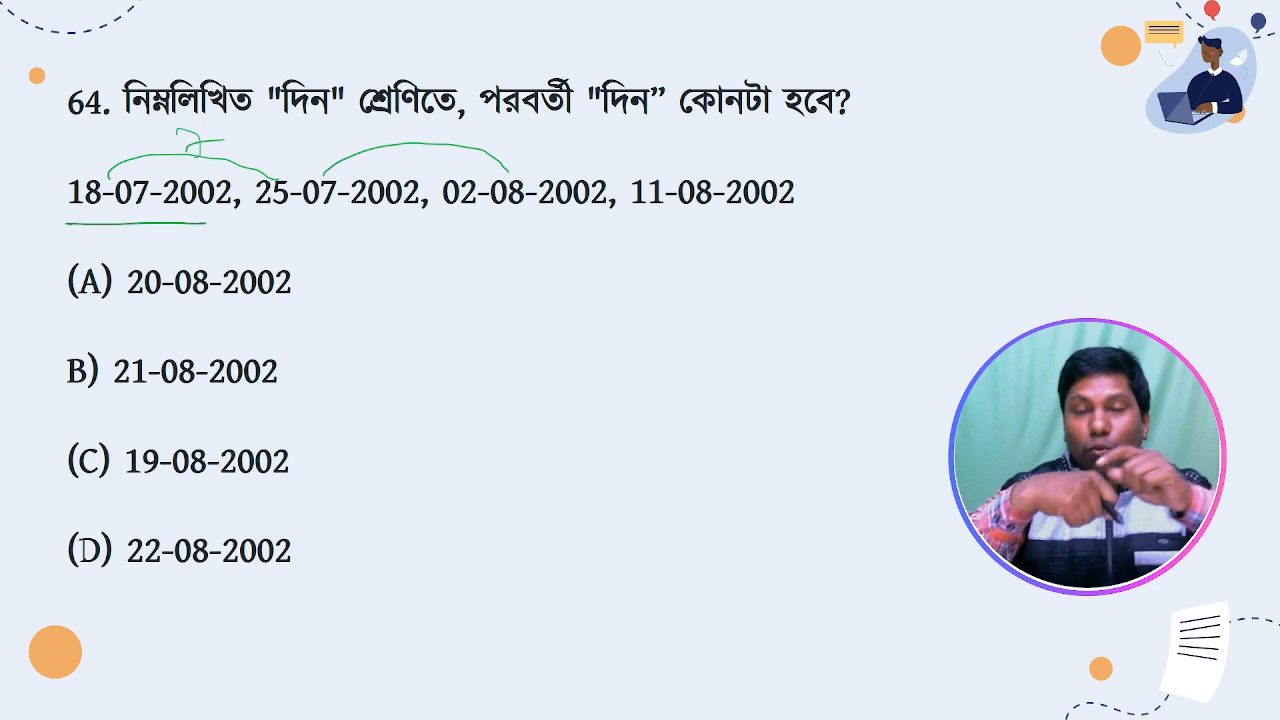 64. নিম্নলিখিত "দিন" শ্রেণিতে, পরবর্তী "দিন” কোনটা হবে?
7
18-07-2002, 25-07-2002, 02-08-2002, 11-08-2002
(A) 20-08-2002
B) 21-08-2002
(C) 19-08-2002
(D) 22-08-2002